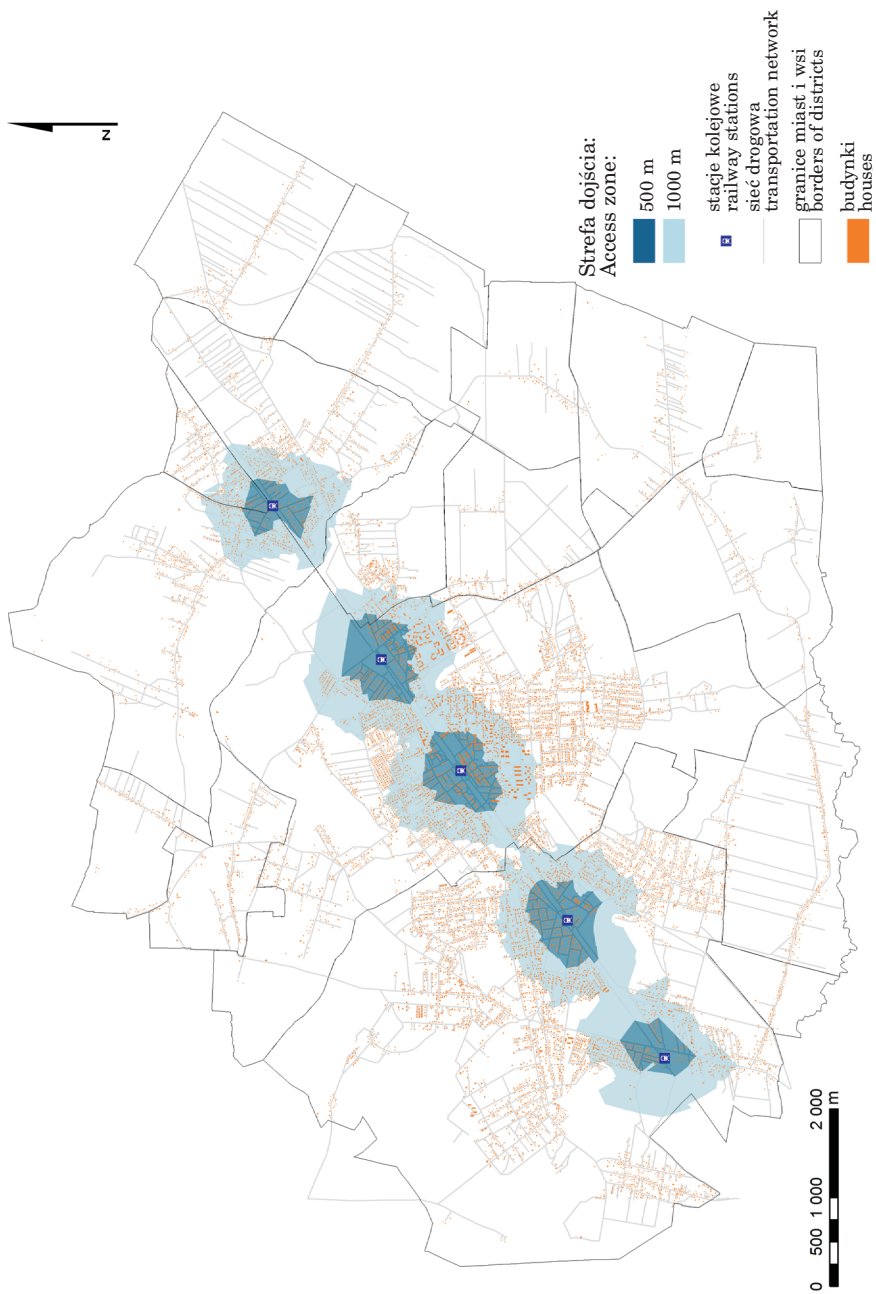 N
Strefa dojścia:
Access zone:
500 m
1000 m
stacje kolejowe
railway stations
sieć drogowa
transportation network
granice miast i wsi
borders of districts
budynki
houses
0 500 1 000 2 000
m